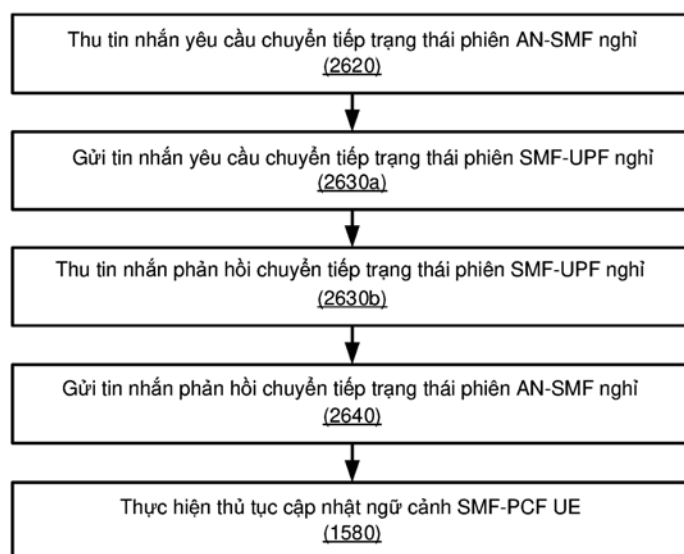 Thu tin nhắn yêu cầu chuyển tiếp trạng thái phiên AN-SMF nghỉ
(2620)
Gửi tin nhắn yêu cầu chuyển tiếp trạng thái phiên SMF-UPF nghỉ
(2630a)
Thu tin nhắn phản hồi chuyển tiếp trạng thái phiên SMF-UPF nghỉ
(2630b)
Gửi tin nhắn phản hồi chuyển tiếp trạng thái phiên AN-SMF nghỉ
(2640)
Thực hiện thủ tục cập nhật ngữ cảnh SMF-PCF UE
(1580)